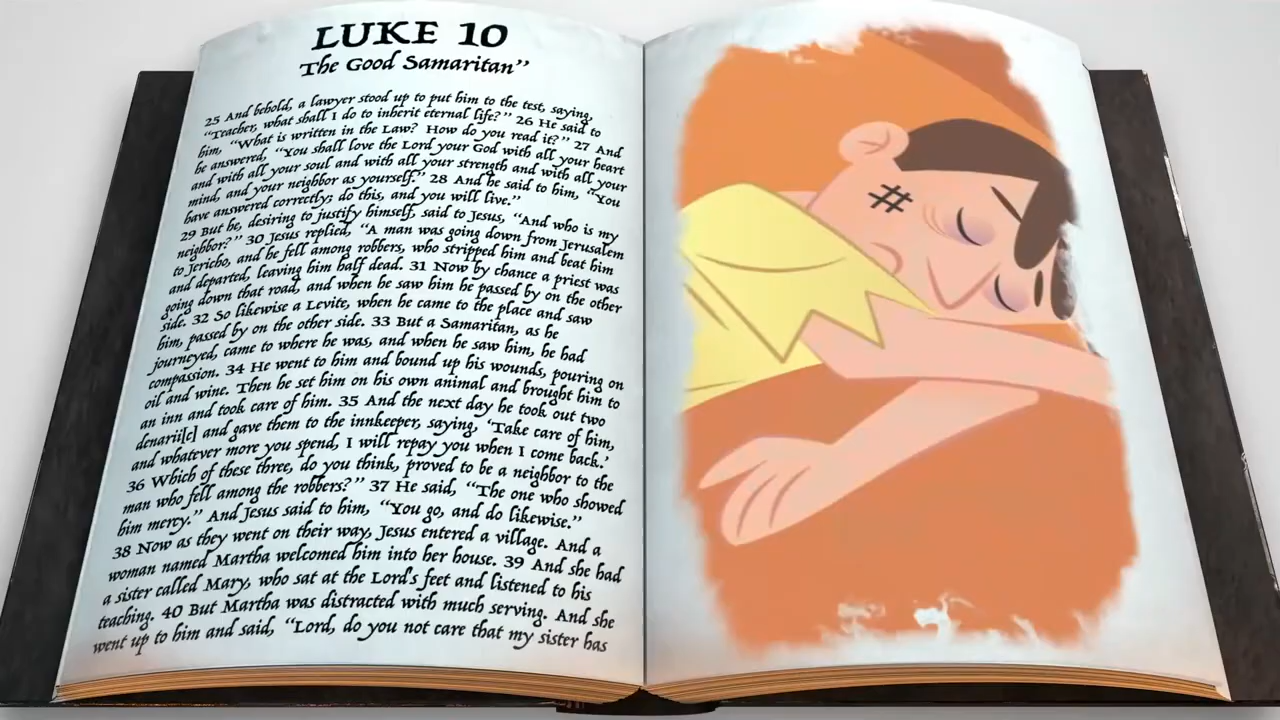 LUKE 10
The Good Samaritan”
25 And behold, a lawyer stood up to put him to the test, saying,
“Teacher, what shall I do to inherit eternal life?” 26 He said to
him, “What is written in the Law? How do you read it?” 27 And
he answered, “You shall love the Lord your God with all your heart
and with all your soul and with all your strength and with all your
mind, and your neighbor as yourself.” 28 And he said to him, “You
have answered correctly; do this, and you will live.”
29 But he, desiring to justify himself, said to Jesus, “And who is my
neighbor?” 30 Jesus replied, “A man was going down from Jerusalem
to Jericho, and he fell among robbers, who stripped him and beat him
and departed, leaving him half dead. 31 Now by chance a priest was
going down that road, and when he saw him he passed by on the other
side. 32 So likewise a Levite, when he came to the place and saw
him, passed by on the other side. 33 But a Samaritan, as he
journeyed, came to where he was, and when he saw him, he had
compassion. 34 He went to him and bound up his wounds, pouring on
oil and wine. Then he set him on his own animal and brought him to
an inn and took care of him. 35 And the next day he took out two
denarii[c] and gave them to the innkeeper, saying, ‘Take care of him,
and whatever more you spend, I will repay you when I come back.’
36 Which of these three, do you think, proved to be a neighbor to the
man who fell among the robbers?” 37 He said, “The one who showed
him mercy.” And Jesus said to him, “You go, and do likewise.”
38 Now as they went on their way, Jesus entered a village. And a
woman named Martha welcomed him into her house. 39 And she had
a sister called Mary, who sat at the Lord's feet and listened to his
teaching. 40 But Martha was distracted with much serving. And she
went up to him and said, “Lord, do you not care that my sister has